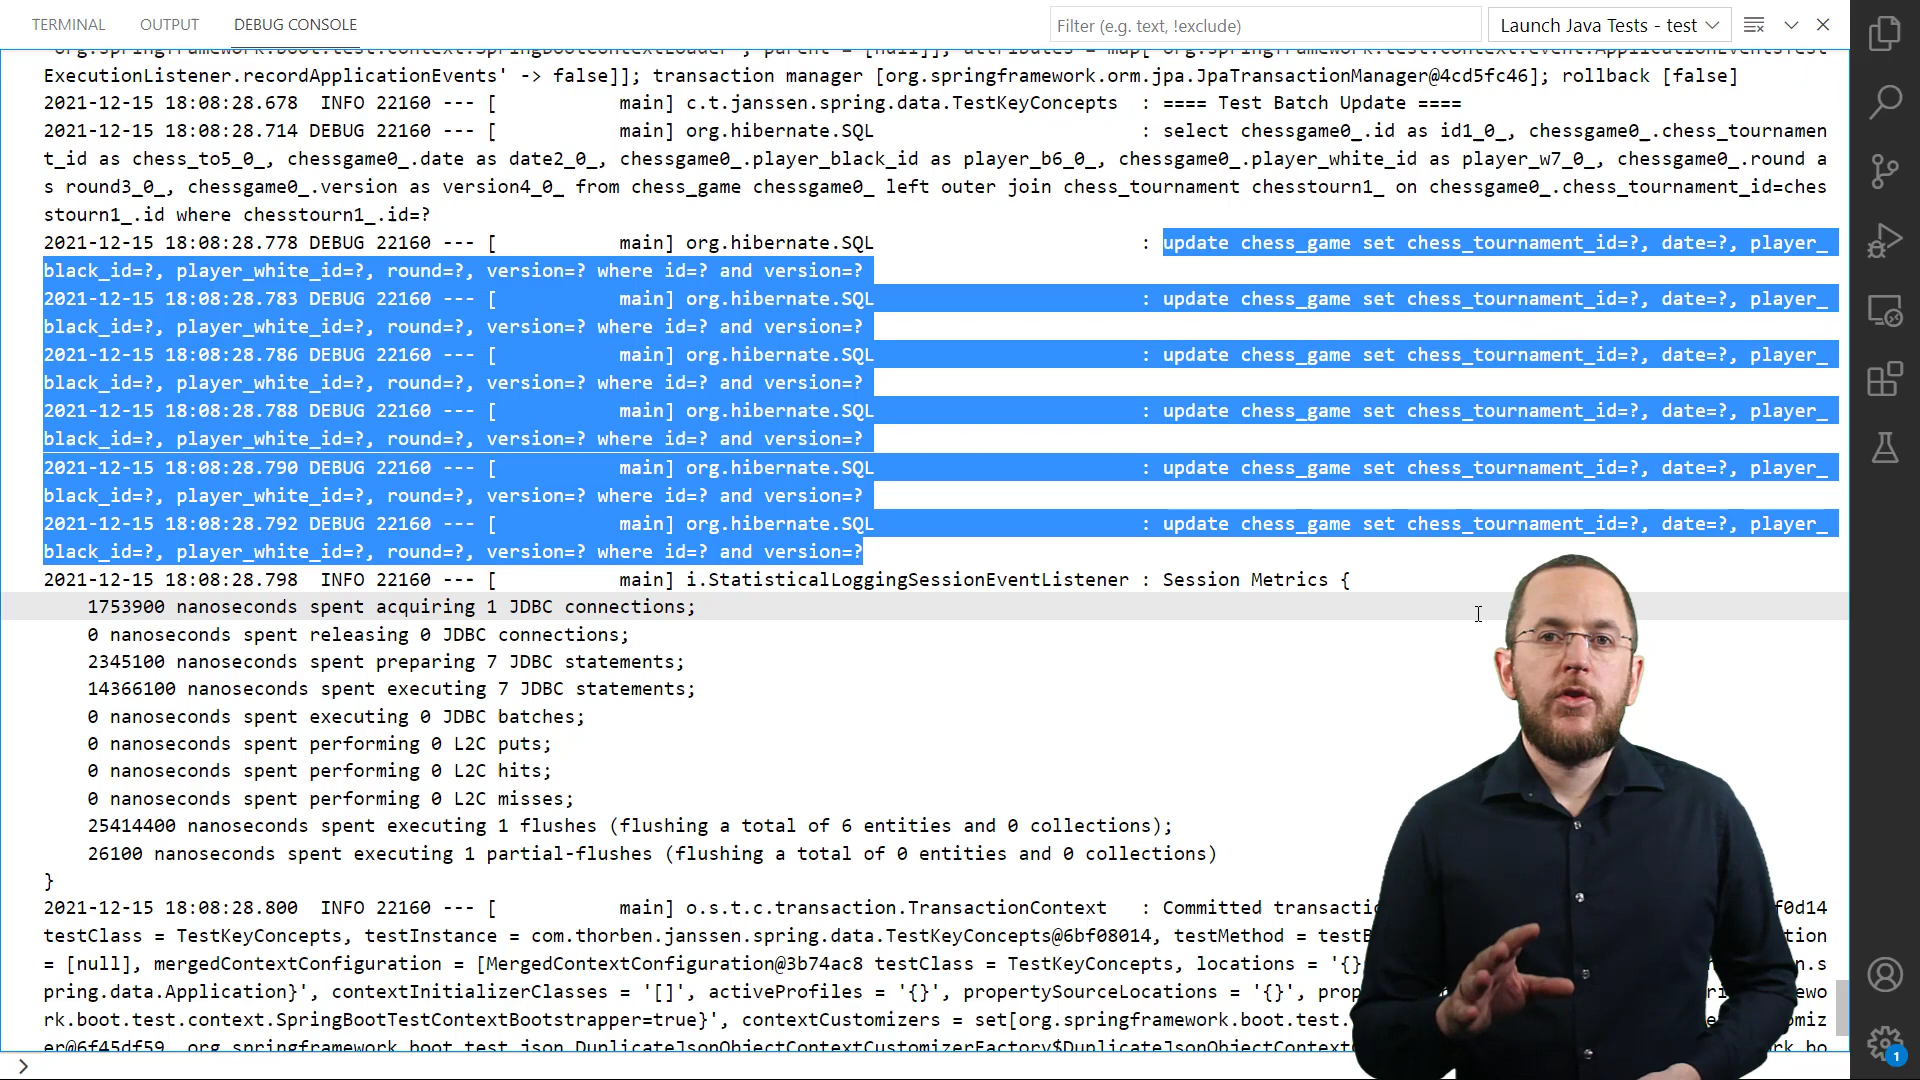 TERMINAL OUTPUT DEBUG CONSOLE Filter (e.g. text, !exclude) Launch Java Tests - test
ExecutionListener.recordApplicationEvents' -> false]]; transaction manager [org.springframework.orm.jpa.JpaTransactionManager@4cd5fc46]; rollback [false]
2021-12-15 18:08:28.678  INFO 22160 --- [           main] c.t.janssen.spring.data.TestKeyConcepts  : ==== Test Batch Update ====
2021-12-15 18:08:28.714 DEBUG 22160 --- [           main] org.hibernate.SQL                        : select chessgame0_.id as id1_0_, chessgame0_.chess_tournamen
t_id as chess_to5_0_, chessgame0_.date as date2_0_, chessgame0_.player_black_id as player_b6_0_, chessgame0_.player_white_id as player_w7_0_, chessgame0_.round a
s round3_0_, chessgame0_.version as version4_0_ from chess_game chessgame0_ left outer join chess_tournament chesstourn1_ on chessgame0_.chess_tournament_id=ches
stourn1_.id where chesstourn1_.id=?
2021-12-15 18:08:28.778 DEBUG 22160 --- [           main] org.hibernate.SQL                        : update chess_game set chess_tournament_id=?, date=?, player_
black_id=?, player_white_id=?, round=?, version=? where id=? and version=?
2021-12-15 18:08:28.783 DEBUG 22160 --- [           main] org.hibernate.SQL                        : update chess_game set chess_tournament_id=?, date=?, player_
black_id=?, player_white_id=?, round=?, version=? where id=? and version=?
2021-12-15 18:08:28.786 DEBUG 22160 --- [           main] org.hibernate.SQL                        : update chess_game set chess_tournament_id=?, date=?, player_
black_id=?, player_white_id=?, round=?, version=? where id=? and version=?
2021-12-15 18:08:28.788 DEBUG 22160 --- [           main] org.hibernate.SQL                        : update chess_game set chess_tournament_id=?, date=?, player_
black_id=?, player_white_id=?, round=?, version=? where id=? and version=?
2021-12-15 18:08:28.790 DEBUG 22160 --- [           main] org.hibernate.SQL                        : update chess_game set chess_tournament_id=?, date=?, player_
black_id=?, player_white_id=?, round=?, version=? where id=? and version=?
2021-12-15 18:08:28.792 DEBUG 22160 --- [           main] org.hibernate.SQL                        : update chess_game set chess_tournament_id=?, date=?, player_
black_id=?, player_white_id=?, round=?, version=? where id=? and version=?
2021-12-15 18:08:28.798  INFO 22160 --- [           main] i.StatisticalLoggingSessionEventListener : Session Metrics {
1753900 nanoseconds spent acquiring 1 JDBC connections;
0 nanoseconds spent releasing 0 JDBC connections;
2345100 nanoseconds spent preparing 7 JDBC statements;
14366100 nanoseconds spent executing 7 JDBC statements;
0 nanoseconds spent executing 0 JDBC batches;
0 nanoseconds spent performing 0 L2C puts;
0 nanoseconds spent performing 0 L2C hits;
0 nanoseconds spent performing 0 L2C misses;
25414400 nanoseconds spent executing 1 flushes (flushing a total of 6 entities and 0 collections);
26100 nanoseconds spent executing 1 partial-flushes (flushing a total of 0 entities and 0 collections)
}
2021-12-15 18:08:28.800  INFO 22160 --- [           main] o.s.t.c.transaction.TransactionContext   : Committed transactio f0d14
testClass = TestKeyConcepts, testInstance = com.thorben.janssen.spring.data.TestKeyConcepts@6bf08014, testMethod = testB tion
= [null], mergedContextConfiguration = [MergedContextConfiguration@3b74ac8 testClass = TestKeyConcepts, locations = '{} n.s
pring.data.Application}', contextInitializerClasses = '[]', activeProfiles = '{}', propertySourceLocations = '{}', prop ewo
rk.boot.test.context.SpringBootTestContextBootstrapper=true}', contextCustomizers = set[org.springframework.boot.test. omiz
er@6f45df59, org.springframework.boot.test.json.DuplicateJsonObjectContextCustomizerFactory$DuplicateJsonObjectContext rk.bo
1